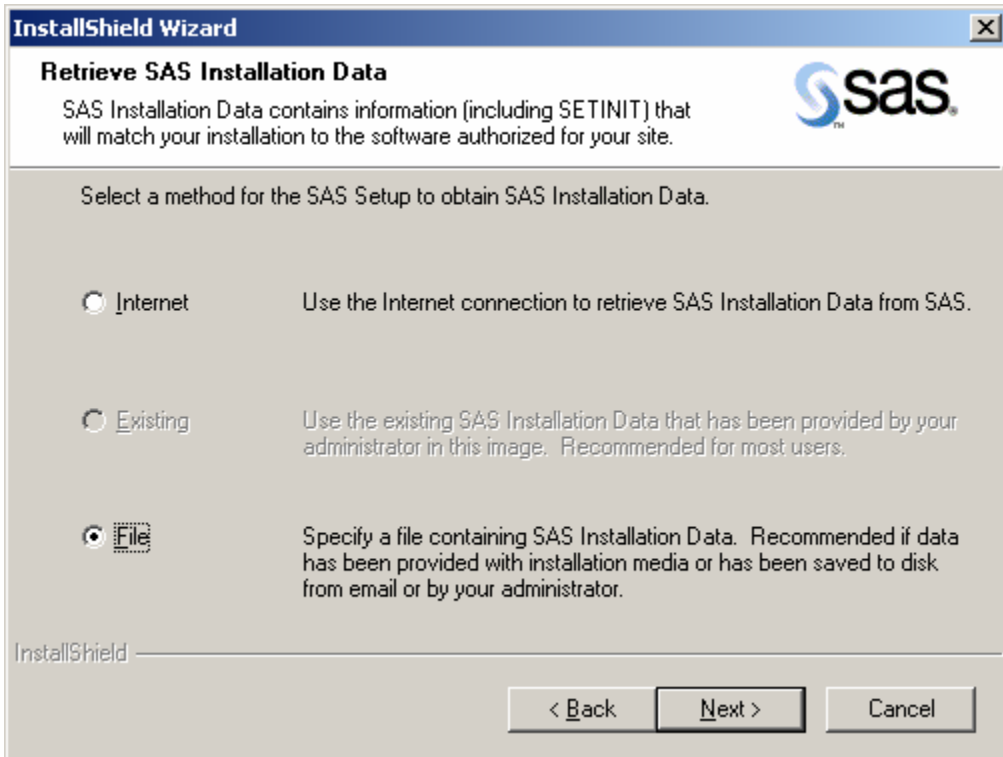 InstallShield Wizard
Retrieve SAS Installation Data
SAS Installation Data contains information (including SETINIT) that
will match your installation to the software authorized for your site.
sas.
TM
Select a method for the SAS Setup to obtain SAS Installation Data.
Internet
Use the Internet connection to retrieve SAS Installation Data from SAS.
Existing
Use the existing SAS Installation Data that has been provided by your
administrator in this image. Recommended for most users.
File
Specify a file containing SAS Installation Data. Recommended if data
has been provided with installation media or has been saved to disk
from email or by your administrator.
InstallShield
< Back
Next >
Cancel